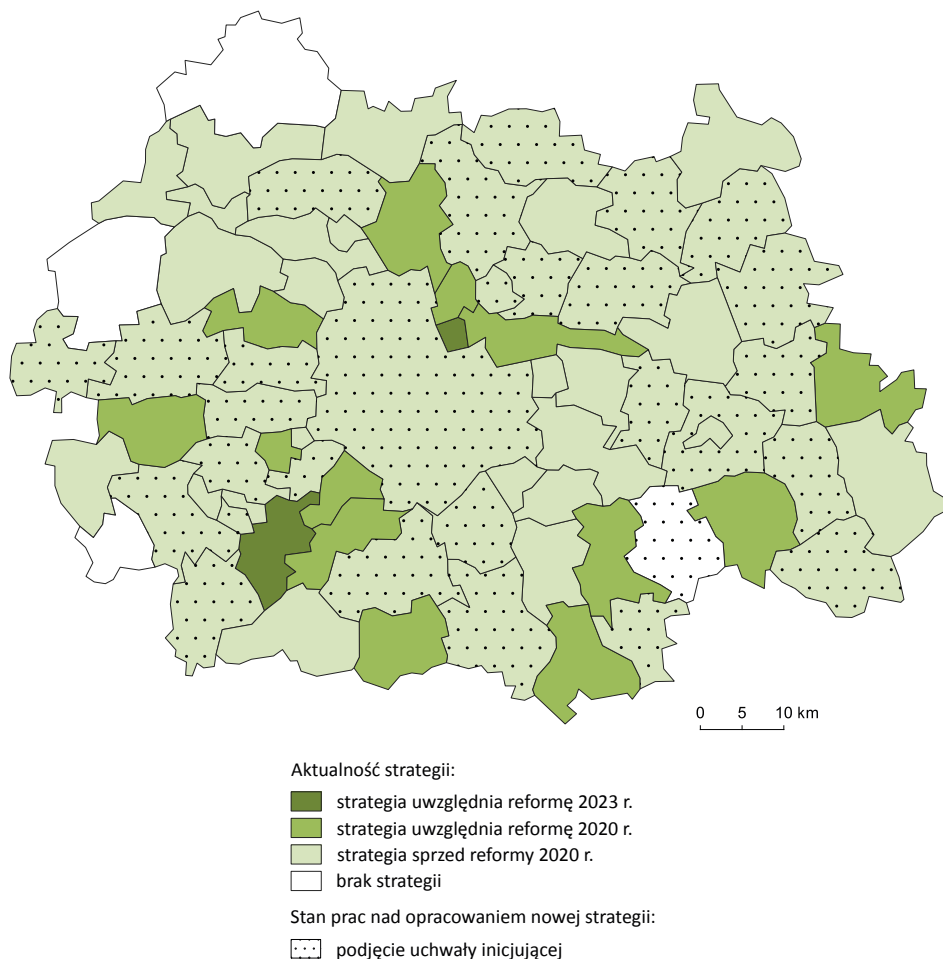 0 5 10 km
Aktualność strategii:
strategia uwzględnia reformę 2023 r.
strategia uwzględnia reformę 2020 r.
strategia sprzed reformy 2020 r.
brak strategii
Stan prac nad opracowaniem nowej strategii:
podjęcie uchwały inicjującej